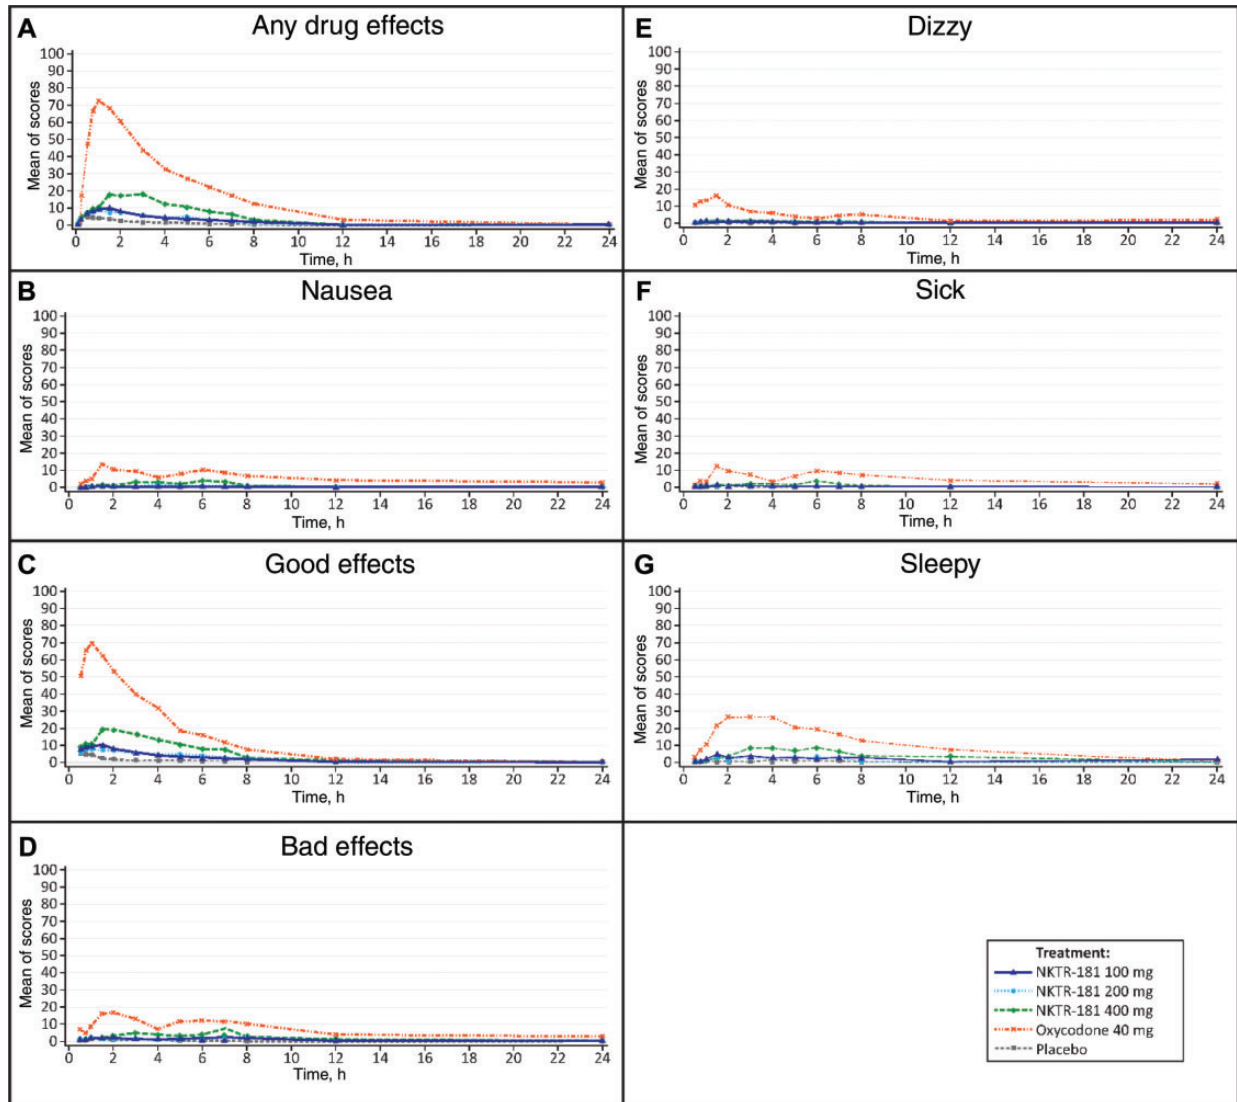 A
Any drug effects
Mean of scores
100
90
80
70
60
50
40
30
20
10
0
0 2 4 6 8 10 12 14 16 18 20 22 24
Time, h
B
Nausea
Mean of scores
100
90
80
70
60
50
40
30
20
10
0
0 2 4 6 8 10 12 14 16 18 20 22 24
Time, h
C
Good effects
Mean of scores
100
90
80
70
60
50
40
30
20
10
0
0 2 4 6 8 10 12 14 16 18 20 22 24
Time, h
D
Bad effects
Mean of scores
100
90
80
70
60
50
40
30
20
10
0
0 2 4 6 8 10 12 14 16 18 20 22 24
Time, h
E
Dizzy
Mean of scores
100
90
80
70
60
50
40
30
20
10
0
0 2 4 6 8 10 12 14 16 18 20 22 24
Time, h
F
Sick
Mean of scores
100
90
80
70
60
50
40
30
20
10
0
0 2 4 6 8 10 12 14 16 18 20 22 24
Time, h
G
Sleepy
Mean of scores
100
90
80
70
60
50
40
30
20
10
0
0 2 4 6 8 10 12 14 16 18 20 22 24
Time, h
Treatment:
NKTR-181 100 mg
NKTR-181 200 mg
NKTR-181 400 mg
Oxycodone 40 mg
Placebo